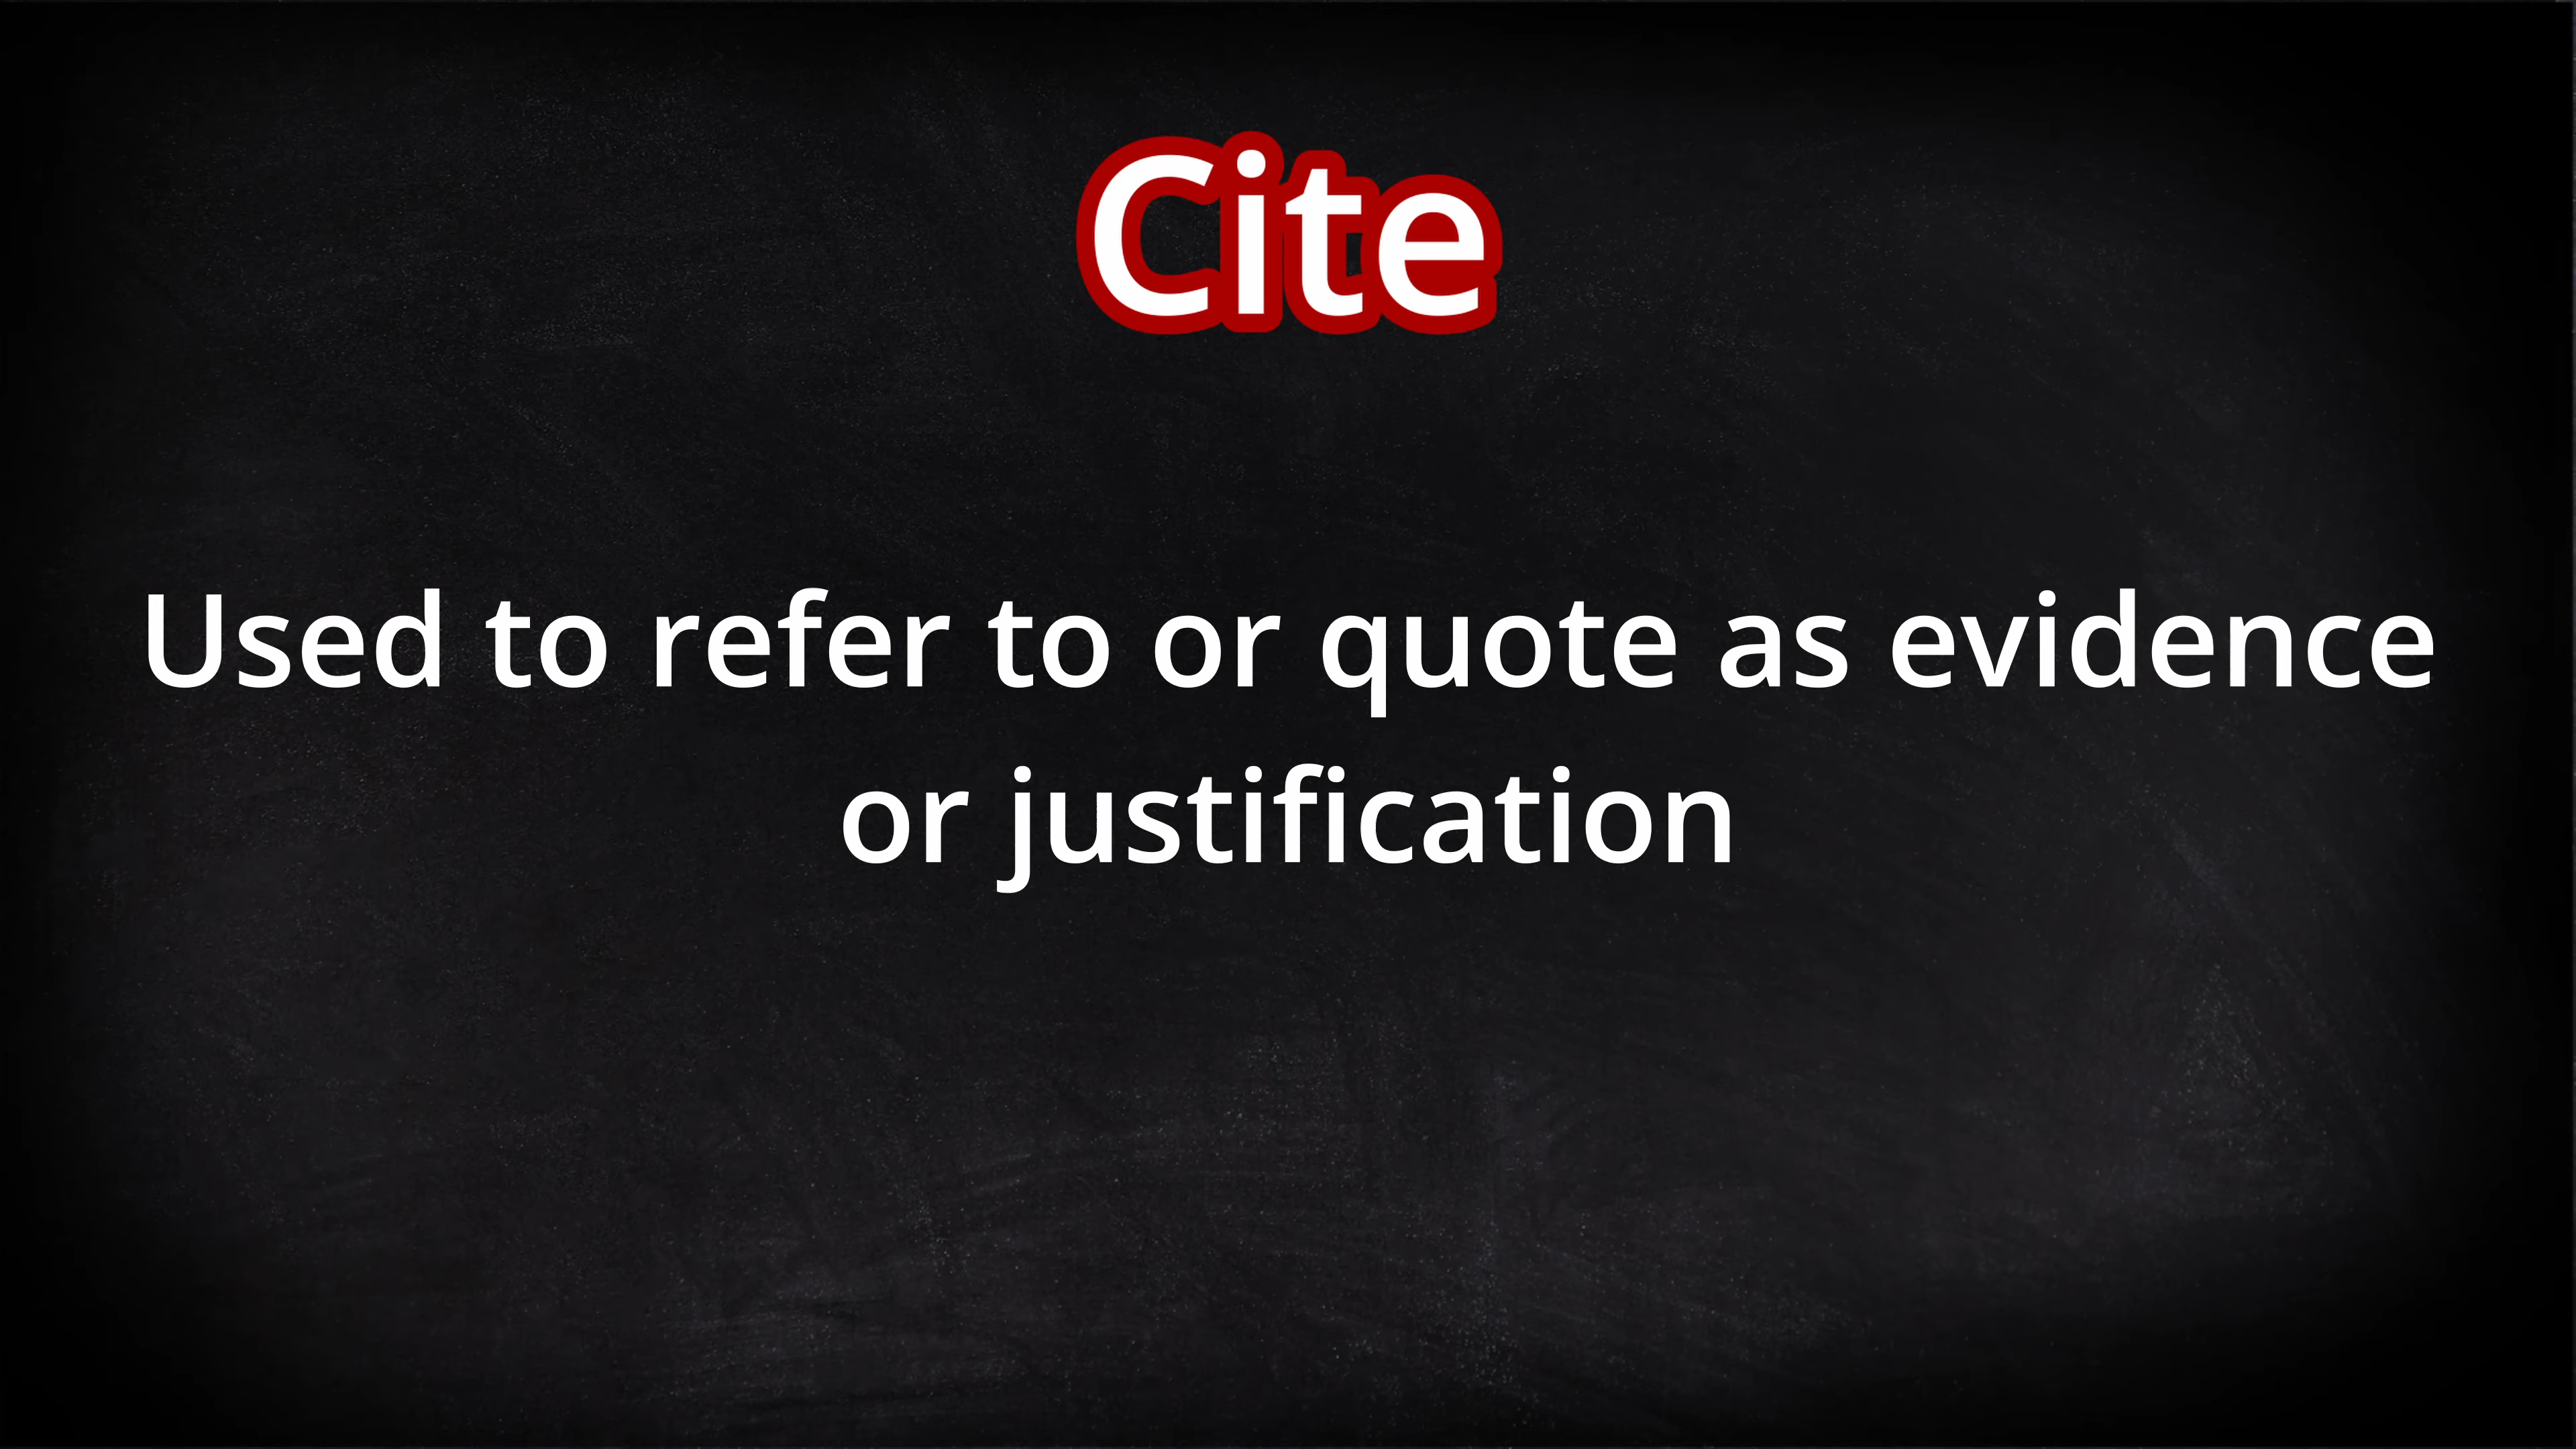 Cite
Used to refer to or quote as evidence
or justification